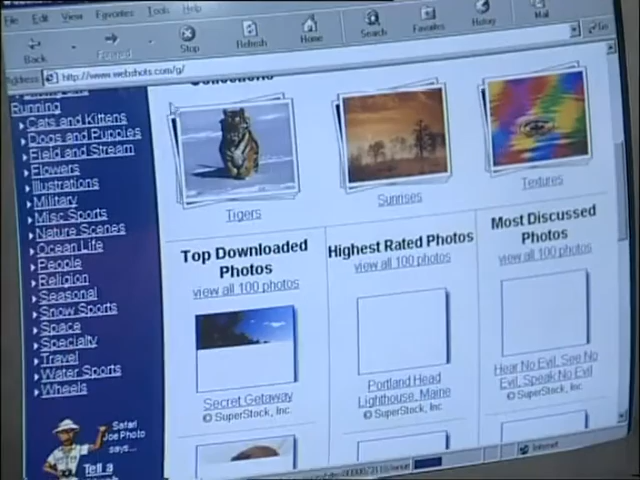 File Edit View Favorites Tools Help
Back Forward Stop Refresh Home Search Favorites History Mail
Go
Address http://www.webshots.com/g/
Collections
Running
Cats and Kittens
Dogs and Puppies
Field and Stream
Flowers
Illustrations
Military
Misc Sports
Nature Scenes
Ocean Life
People
Religion
Seasonal
Snow Sports
Space
Specialty
Travel
Water Sports
Wheels
Safari
Joe Photo
says...
Tell a
Tigers
Sunrises
Textures
Top Downloaded
Photos
view all 100 photos
Secret Getaway
© SuperStock, Inc.
Highest Rated Photos
view all 100 photos
Portland Head
Lighthouse, Maine
© SuperStock, Inc.
Most Discussed
Photos
view all 100 photos
Hear No Evil, See No
Evil, Speak No Evil
© SuperStock, Inc.
Internet